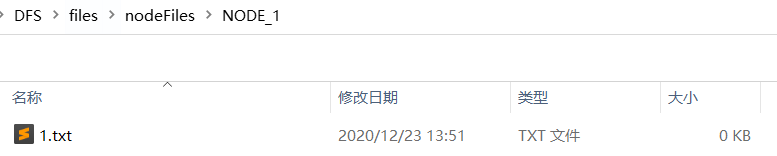 DFS > files > nodeFiles > NODE_1
名称 修改日期 类型 大小
1.txt 2020/12/23 13:51 TXT 文件 0 KB